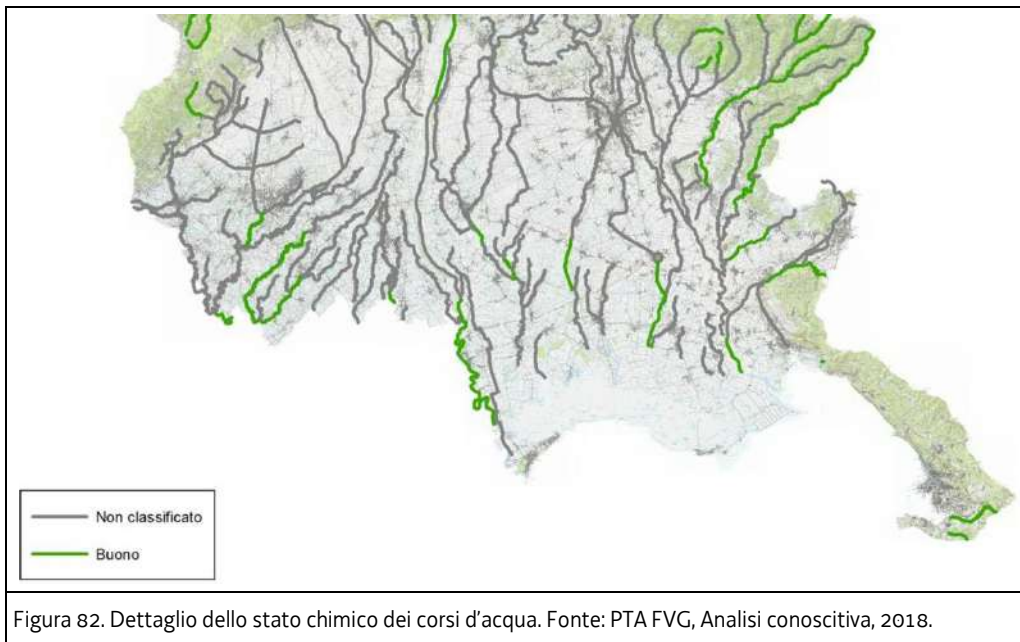 Non classificato
Buono
Figura 82. Dettaglio dello stato chimico dei corsi d'acqua. Fonte: PTA FVG, Analisi conoscitiva, 2018.